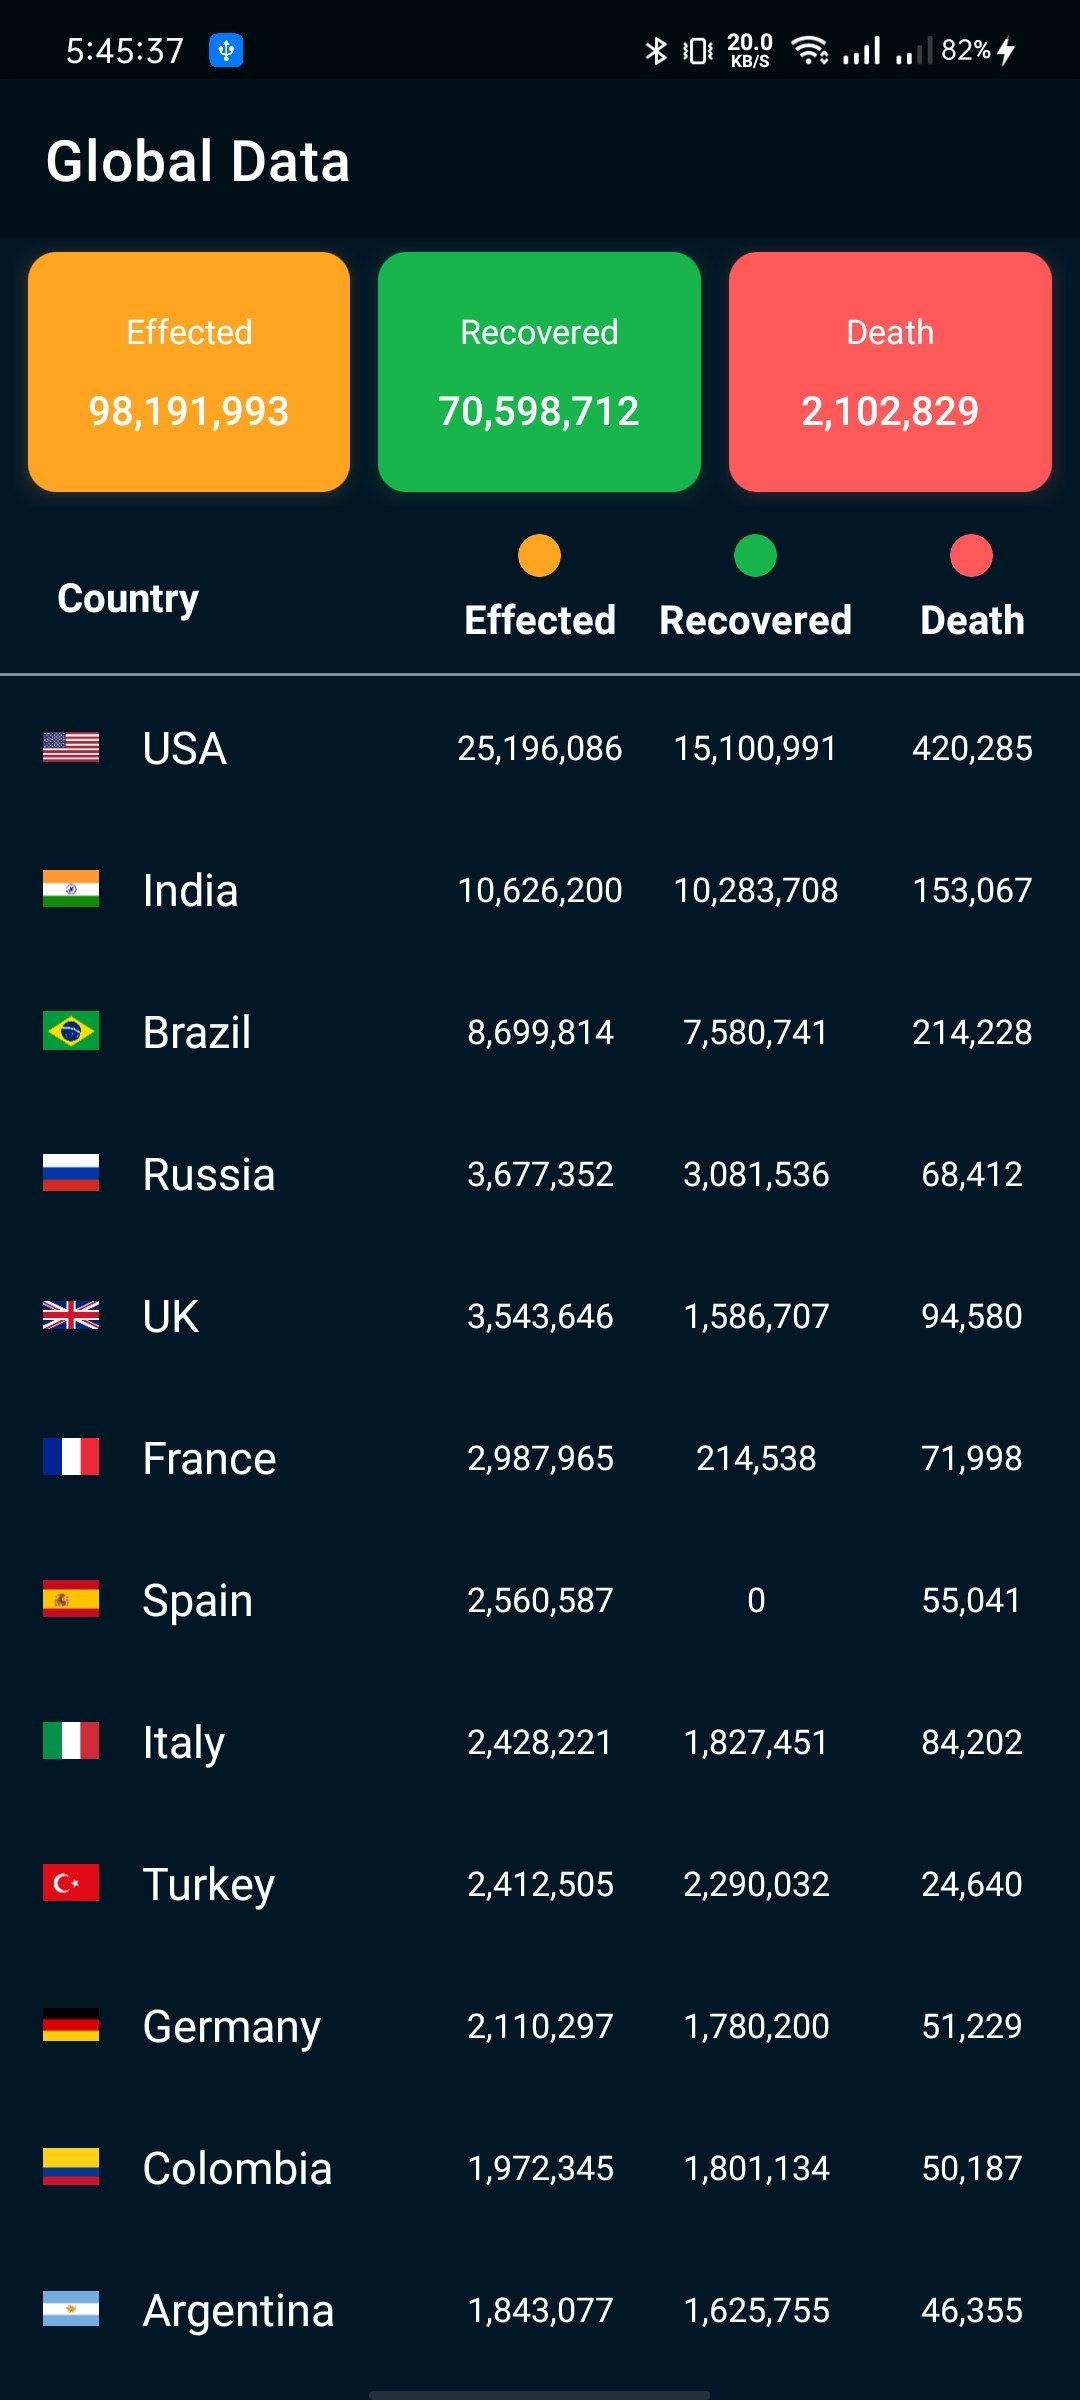 5:45:37 20.0 KB/S 82%
Global Data
Effected Recovered Death
98,191,993 70,598,712 2,102,829
Country Effected Recovered Death
USA 25,196,086 15,100,991 420,285
India 10,626,200 10,283,708 153,067
Brazil 8,699,814 7,580,741 214,228
Russia 3,677,352 3,081,536 68,412
UK 3,543,646 1,586,707 94,580
France 2,987,965 214,538 71,998
Spain 2,560,587 0 55,041
Italy 2,428,221 1,827,451 84,202
Turkey 2,412,505 2,290,032 24,640
Germany 2,110,297 1,780,200 51,229
Colombia 1,972,345 1,801,134 50,187
Argentina 1,843,077 1,625,755 46,355